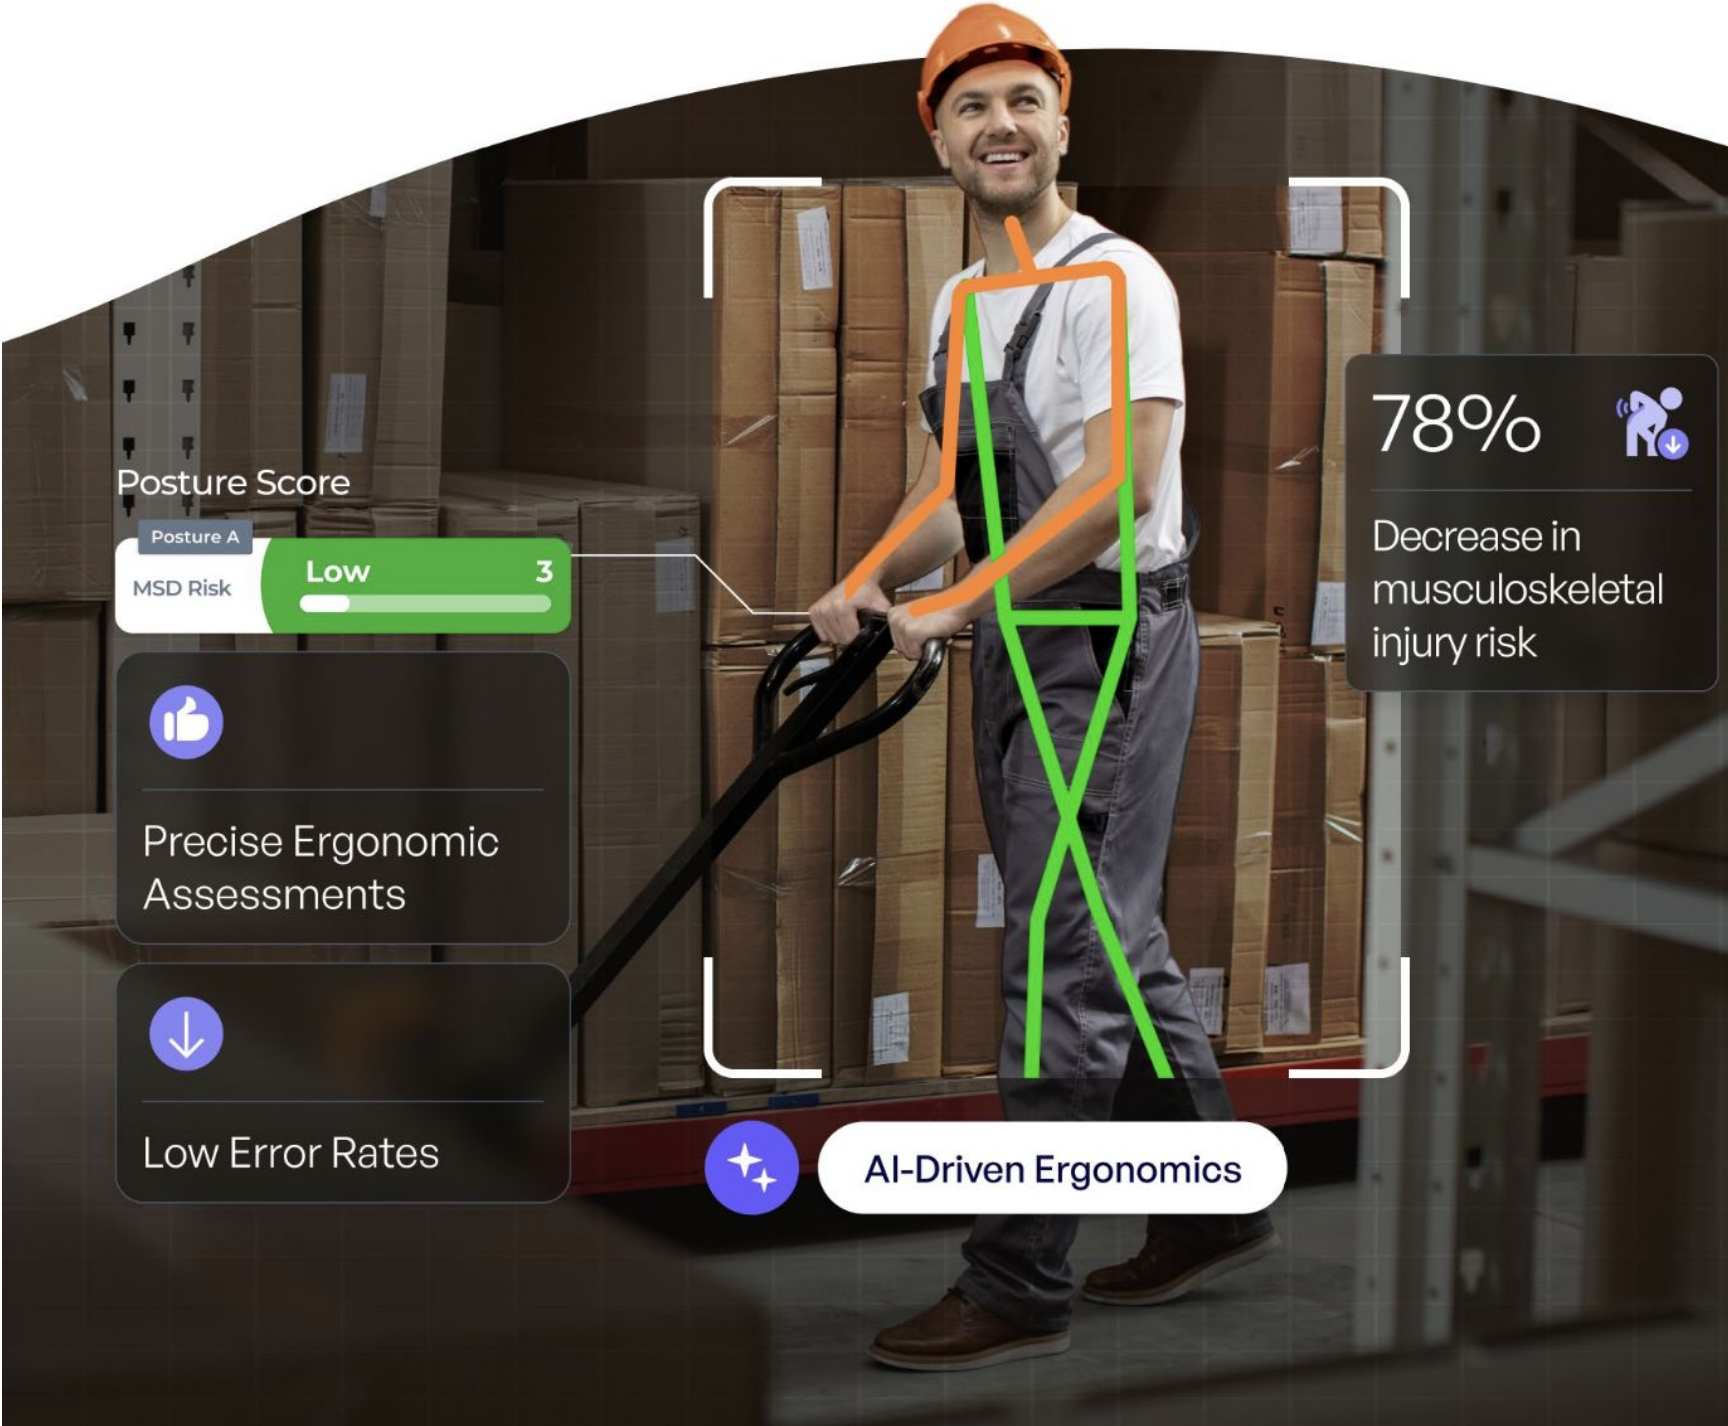 Posture Score
Posture A
MSD Risk
Low 3
Precise Ergonomic
Assessments
Low Error Rates
78%
Decrease in
musculoskeletal
injury risk
AI-Driven Ergonomics